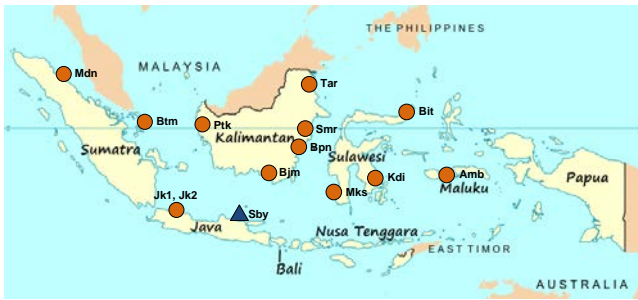 THE PHILIPPINES
MALAYSIA
Mdn
Tar
Btm
Ptk
Bit
Smr
Kalimantan
Bpn
Sumatra
Sulawesi
Bjm
Kdi
Amb
Papua
Mks
Maluku
Jk1, Jk2
Sby
Java
Nusa Tenggara
EAST TIMOR
Bali
AUSTRALIA